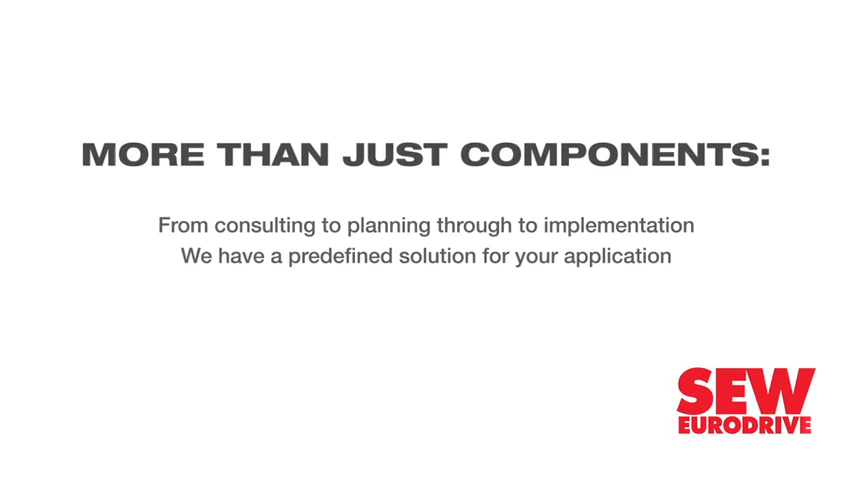 MORE THAN JUST COMPONENTS:
From consulting to planning through to implementation
We have a predefined solution for your application
SEW
EURODRIVE